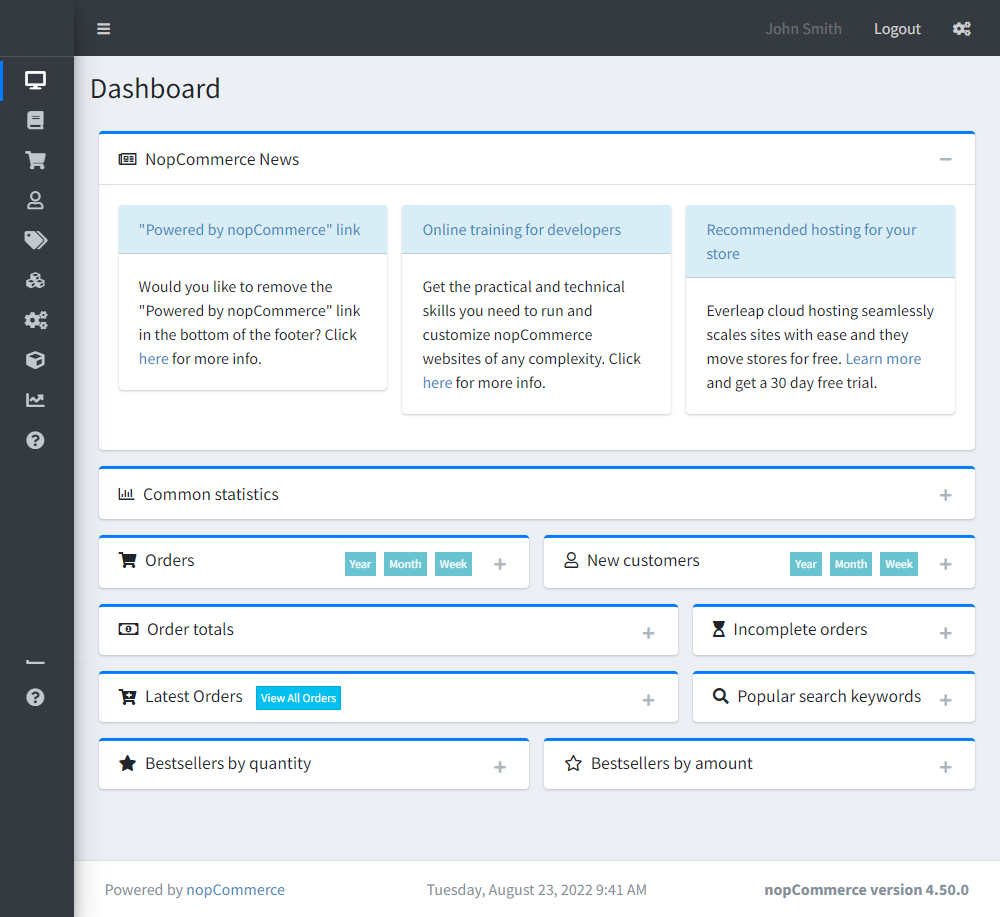 John Smith Logout
Dashboard
NopCommerce News
"Powered by nopCommerce" link
Would you like to remove the
"Powered by nopCommerce" link
in the bottom of the footer? Click
here for more info.
Online training for developers
Get the practical and technical
skills you need to run and
customize nopCommerce
websites of any complexity. Click
here for more info.
Recommended hosting for your
store
Everleap cloud hosting seamlessly
scales sites with ease and they
move stores for free. Learn more
and get a 30 day free trial.
Common statistics
Orders Year Month Week
New customers Year Month Week
Order totals
Incomplete orders
Latest Orders View All Orders
Popular search keywords
Bestsellers by quantity
Bestsellers by amount
Powered by nopCommerce Tuesday, August 23, 2022 9:41 AM nopCommerce version 4.50.0